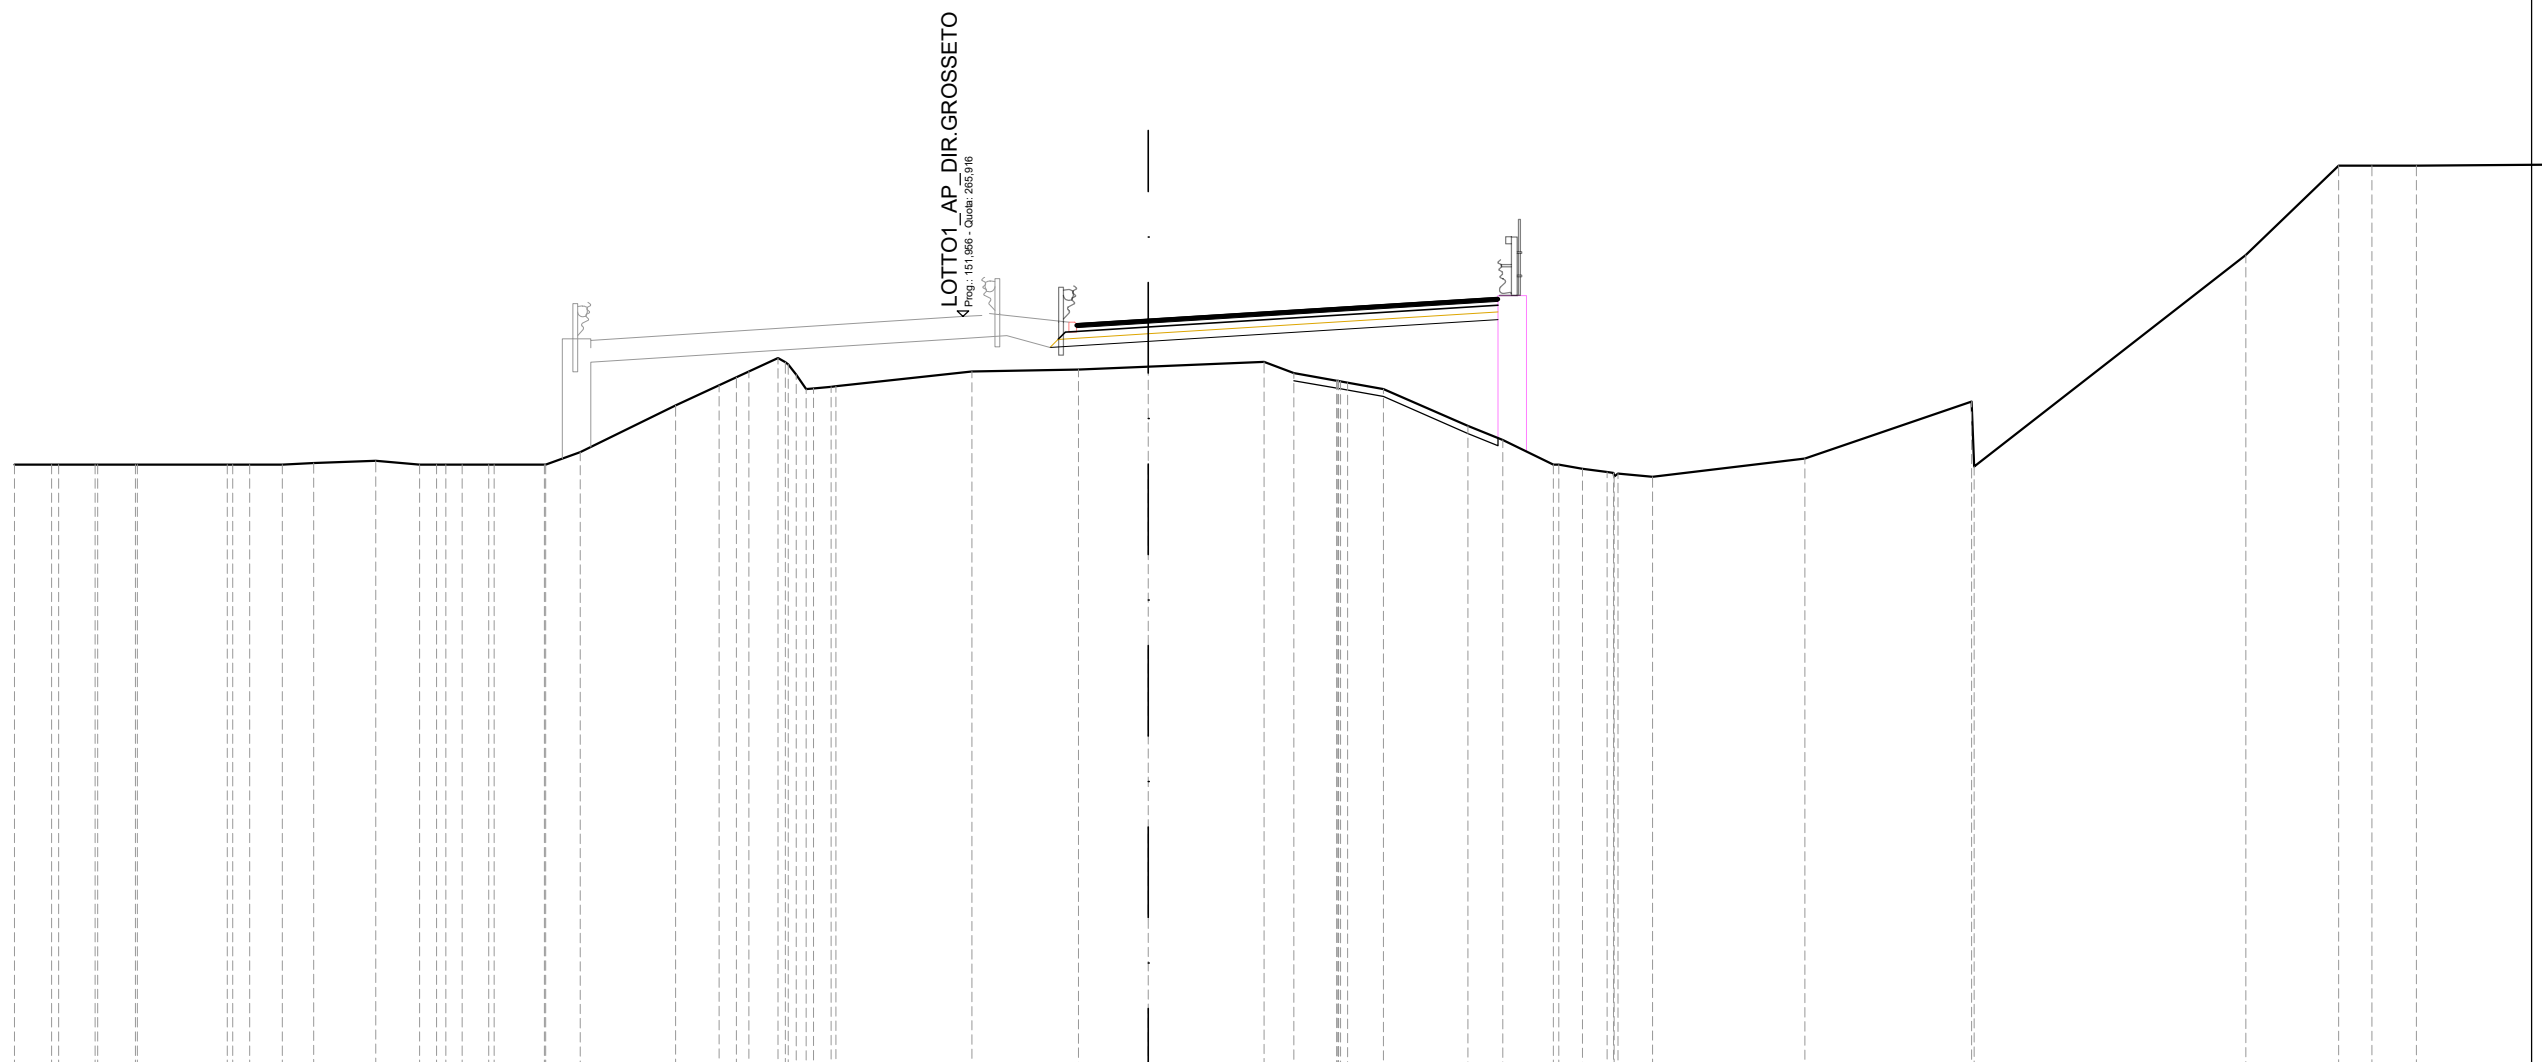 LOTTO1_AP_DIR.GROSSETO
Prog.: 151,956 - Quota: 265,916